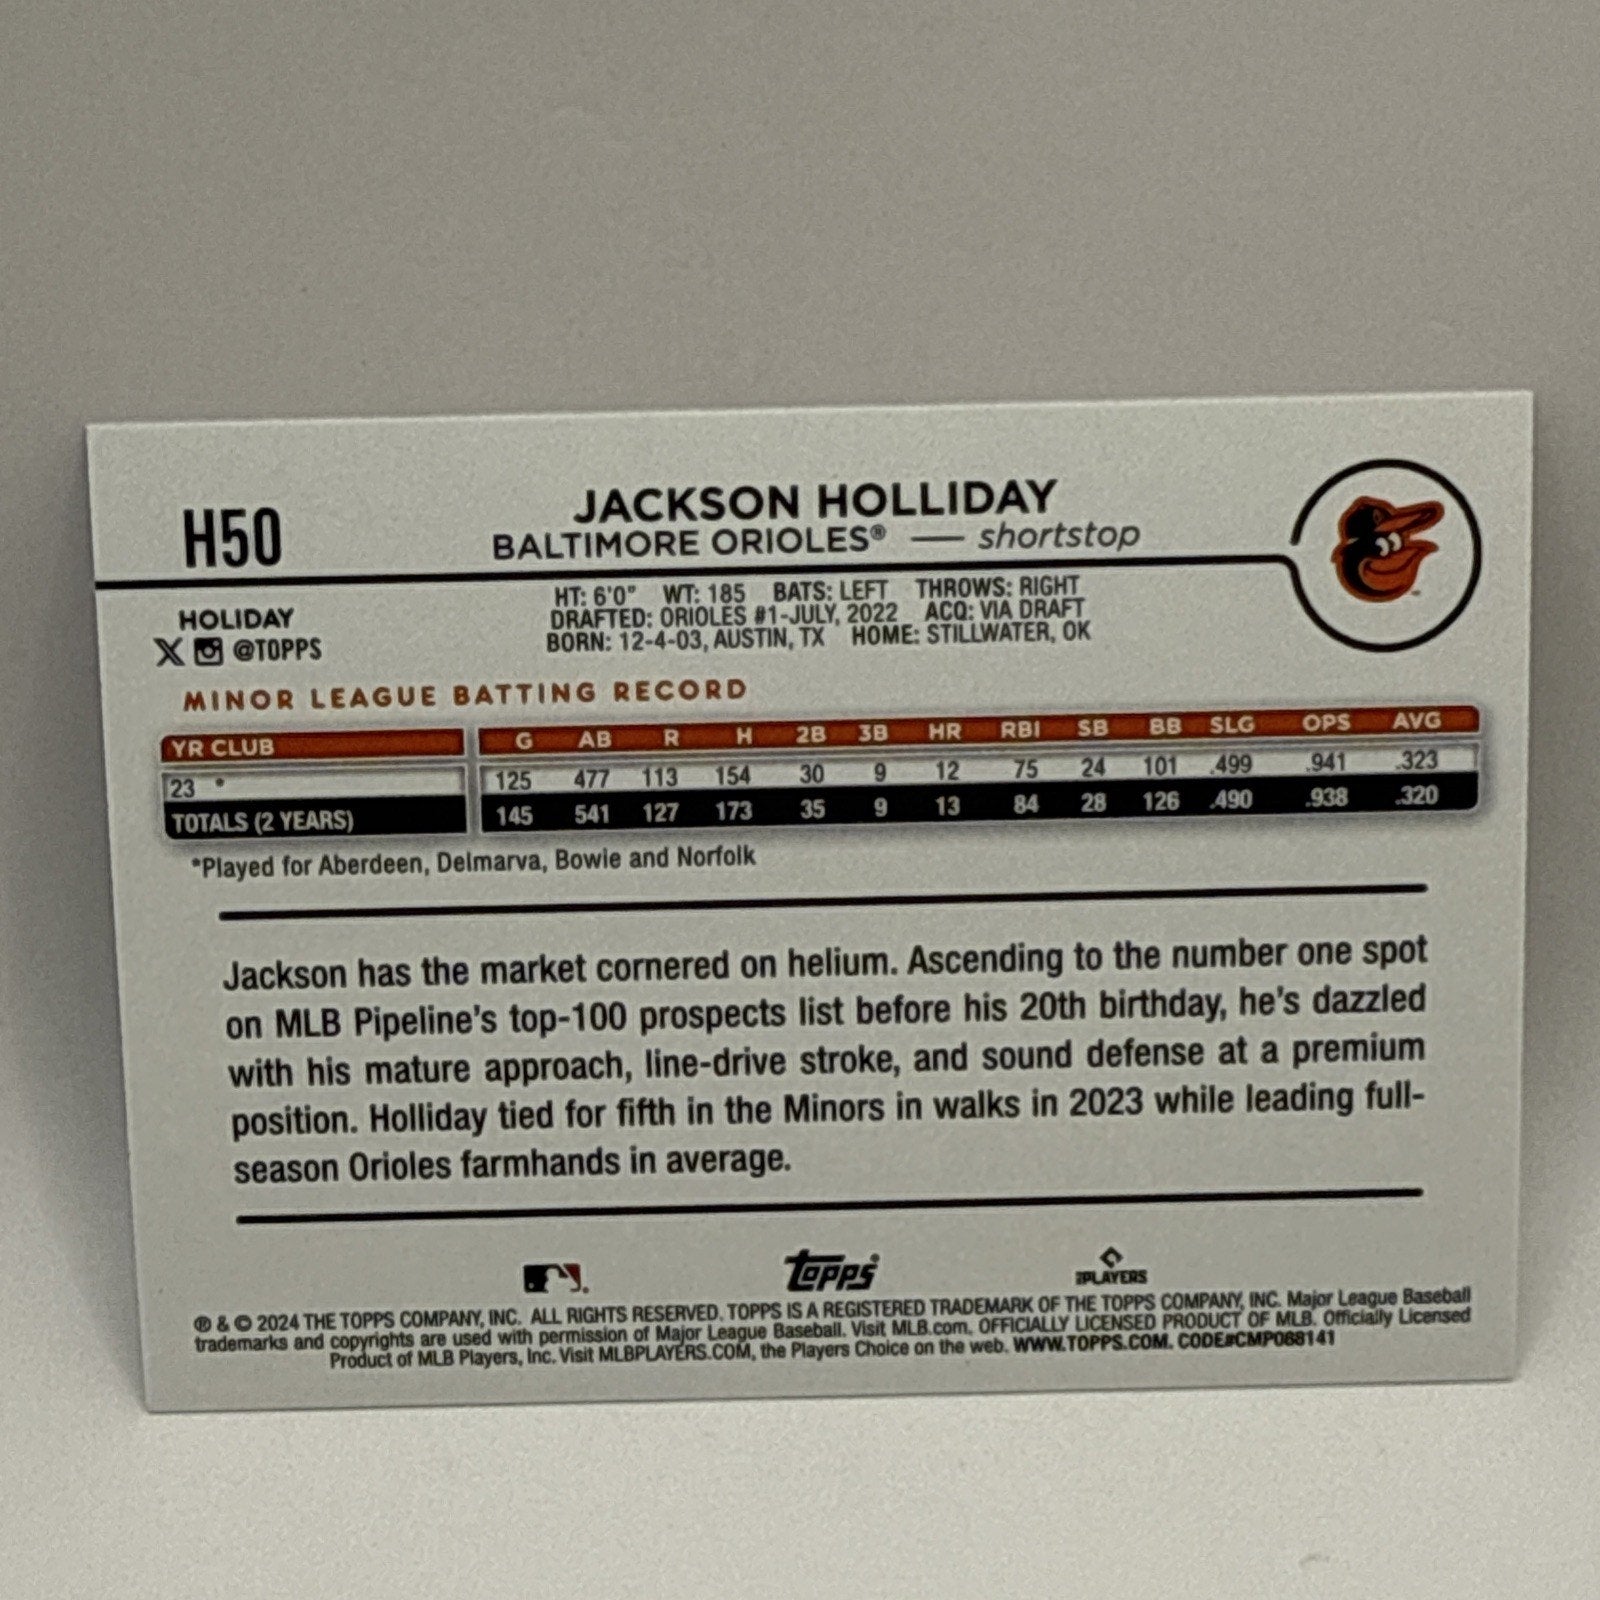 H50
JACKSON HOLLIDAY
BALTIMORE ORIOLES® — shortstop
HOLIDAY
@TOPPS
HT: 6'0" WT: 185 BATS: LEFT THROWS: RIGHT
DRAFTED: ORIOLES #1-JULY, 2022 ACQ: VIA DRAFT
BORN: 12-4-03, AUSTIN, TX HOME: STILLWATER, OK
MINOR LEAGUE BATTING RECORD
YR CLUB G AB R H 2B 3B HR RBI SB BB SLG OPS AVG
23 * 125 477 113 154 30 9 12 75 24 101 .499 .941 .323
TOTALS (2 YEARS) 145 541 127 173 35 9 13 84 28 126 .490 .938 .320
*Played for Aberdeen, Delmarva, Bowie and Norfolk
Jackson has the market cornered on helium. Ascending to the number one spot
on MLB Pipeline's top-100 prospects list before his 20th birthday, he's dazzled
with his mature approach, line-drive stroke, and sound defense at a premium
position. Holliday tied for fifth in the Minors in walks in 2023 while leading full-
season Orioles farmhands in average.
Topps
PLAYERS
® & © 2024 THE TOPPS COMPANY, INC. ALL RIGHTS RESERVED. TOPPS IS A REGISTERED TRADEMARK OF THE TOPPS COMPANY, INC. Major League Baseball
trademarks and copyrights are used with permission of Major League Baseball. Visit MLB.com. OFFICIALLY LICENSED PRODUCT OF MLB. Officially Licensed
Product of MLB Players, Inc. Visit MLBPLAYERS.COM, the Players Choice on the web. WWW.TOPPS.COM. CODE#CMP088141